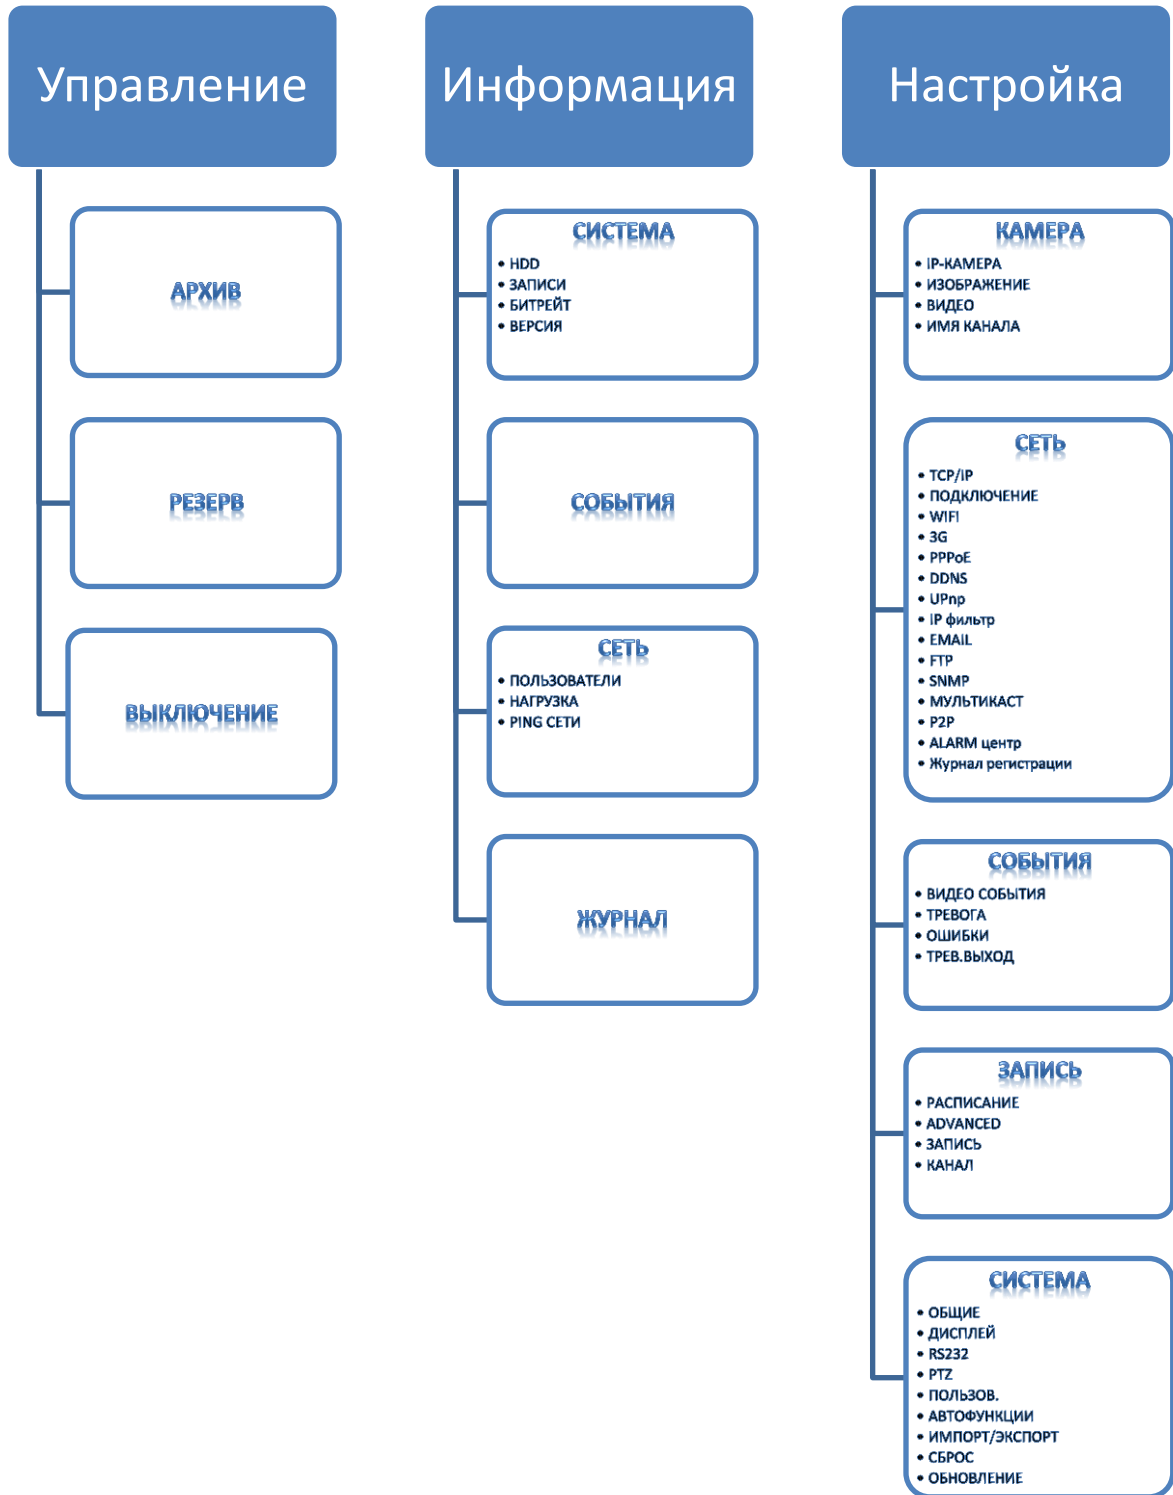 Управление
АРХИВ
РЕЗЕРВ
ВЫКЛЮЧЕНИЕ
Информация
СИСТЕМА
• HDD
• ЗАПИСИ
• БИТРЕЙТ
• ВЕРСИЯ
СОБЫТИЯ
СЕТЬ
• ПОЛЬЗОВАТЕЛИ
• НАГРУЗКА
• PING СЕТИ
ЖУРНАЛ
Настройка
КАМЕРА
• IP-КАМЕРА
• ИЗОБРАЖЕНИЕ
• ВИДЕО
• ИМЯ КАНАЛА
СЕТЬ
• TCP/IP
• ПОДКЛЮЧЕНИЕ
• WIFI
• 3G
• PPPoE
• DDNS
• UPnp
• IP фильтр
• EMAIL
• FTP
• SNMP
• МУЛЬТИКАСТ
• P2P
• ALARM центр
• Журнал регистрации
СОБЫТИЯ
• ВИДЕО СОБЫТИЯ
• ТРЕВОГА
• ОШИБКИ
• ТРЕВ.ВЫХОД
ЗАПИСЬ
• РАСПИСАНИЕ
• ADVANCED
• ЗАПИСЬ
• КАНАЛ
СИСТЕМА
• ОБЩИЕ
• ДИСПЛЕЙ
• RS232
• PTZ
• ПОЛЬЗОВ.
• АВТОФУНКЦИИ
• ИМПОРТ/ЭКСПОРТ
• СБРОС
• ОБНОВЛЕНИЕ